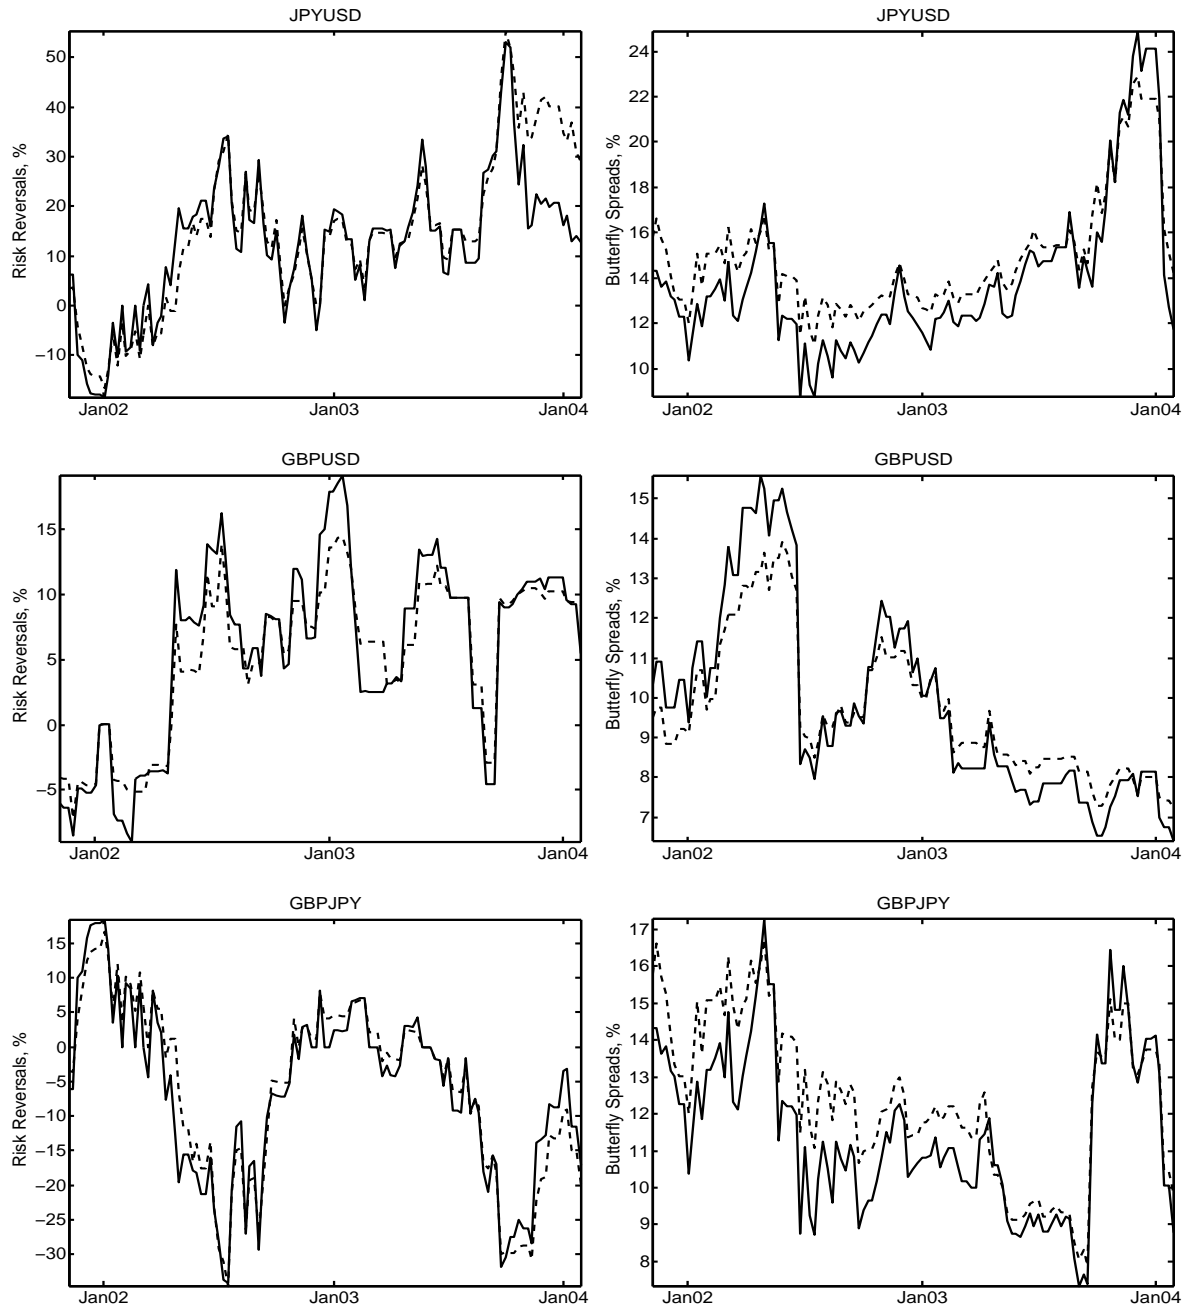 JPYUSD
Risk Reversals, %
50
40
30
20
10
0
−10
Jan02 Jan03 Jan04
JPYUSD
Butterfly Spreads, %
24
22
20
18
16
14
12
10
Jan02 Jan03 Jan04
GBPUSD
Risk Reversals, %
15
10
5
0
−5
Jan02 Jan03 Jan04
GBPUSD
Butterfly Spreads, %
15
14
13
12
11
10
9
8
7
Jan02 Jan03 Jan04
GBPJPY
Risk Reversals, %
15
10
5
0
−5
−10
−15
−20
−25
−30
Jan02 Jan03 Jan04
GBPJPY
Butterfly Spreads, %
17
16
15
14
13
12
11
10
9
8
Jan02 Jan03 Jan04